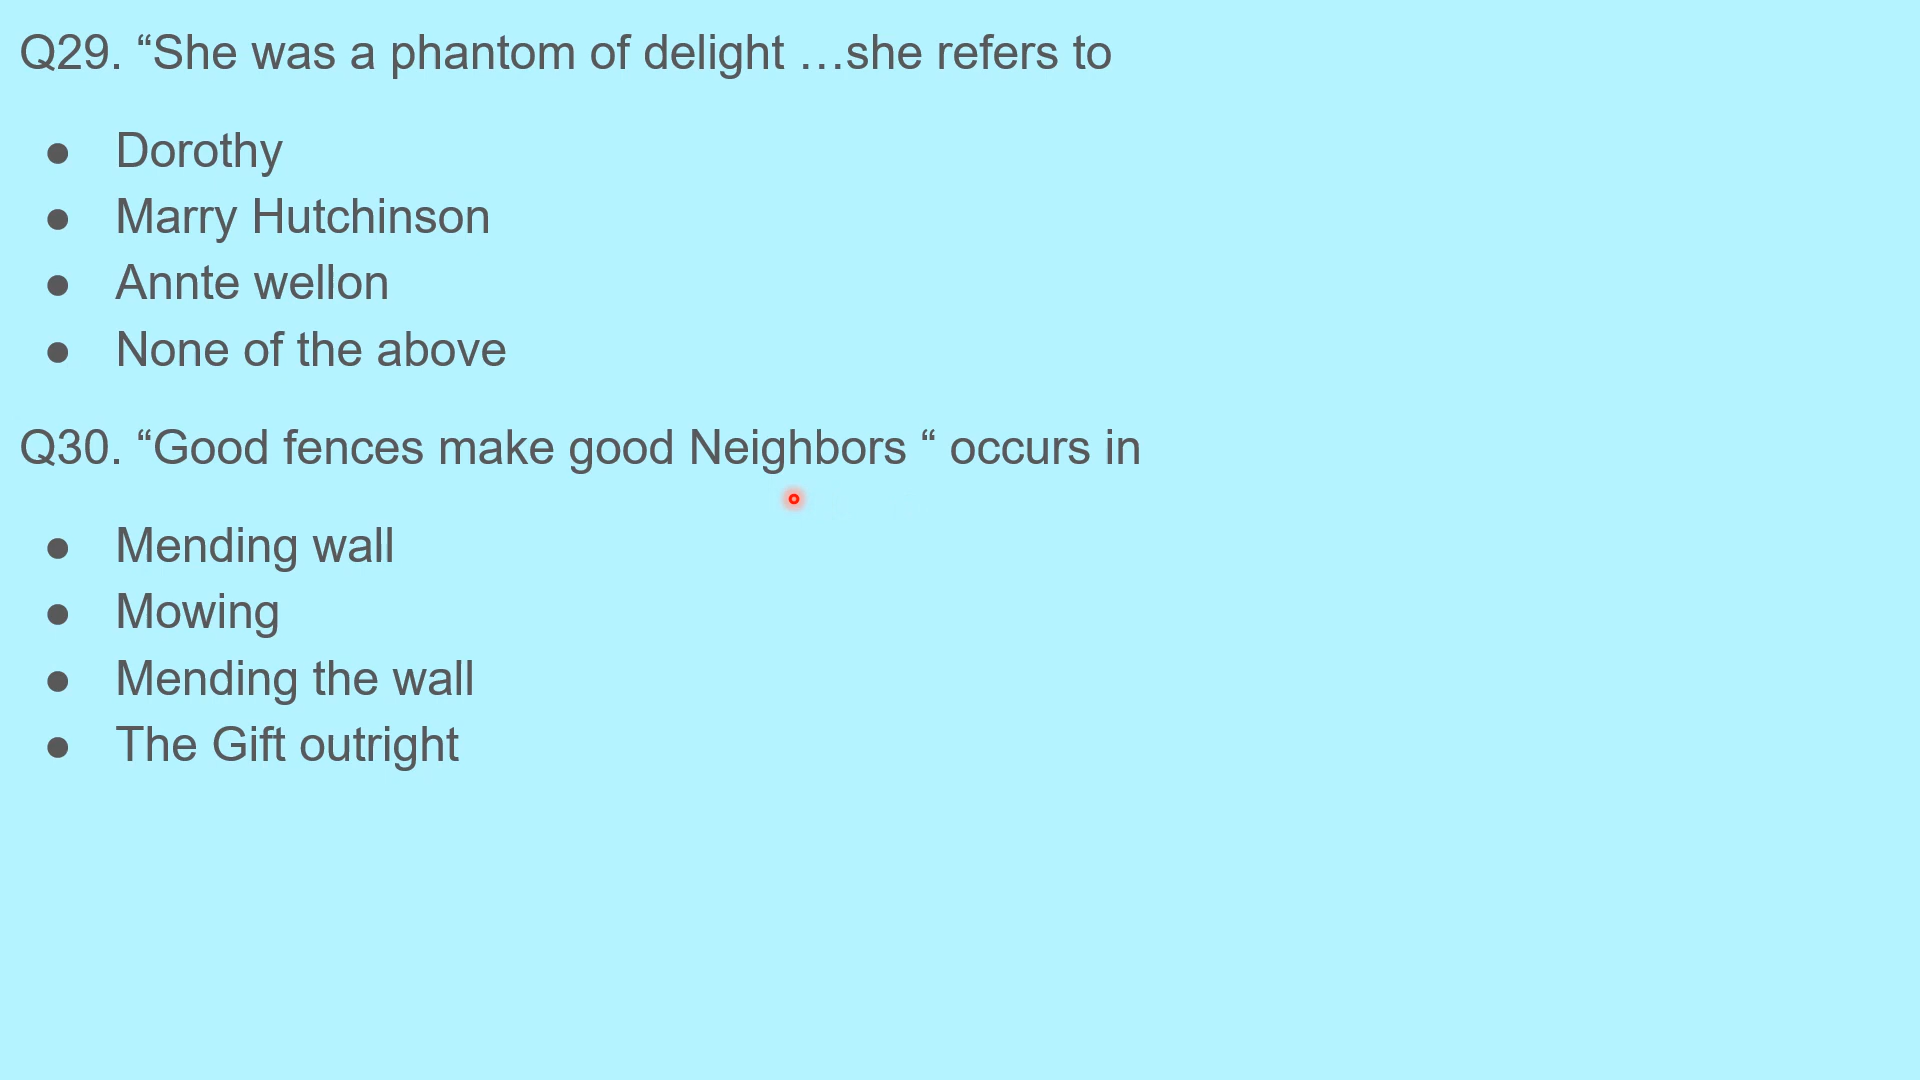 Q29. “She was a phantom of delight …she refers to
● Dorothy
● Marry Hutchinson
● Annte wellon
● None of the above
Q30. “Good fences make good Neighbors “ occurs in
● Mending wall
● Mowing
● Mending the wall
● The Gift outright